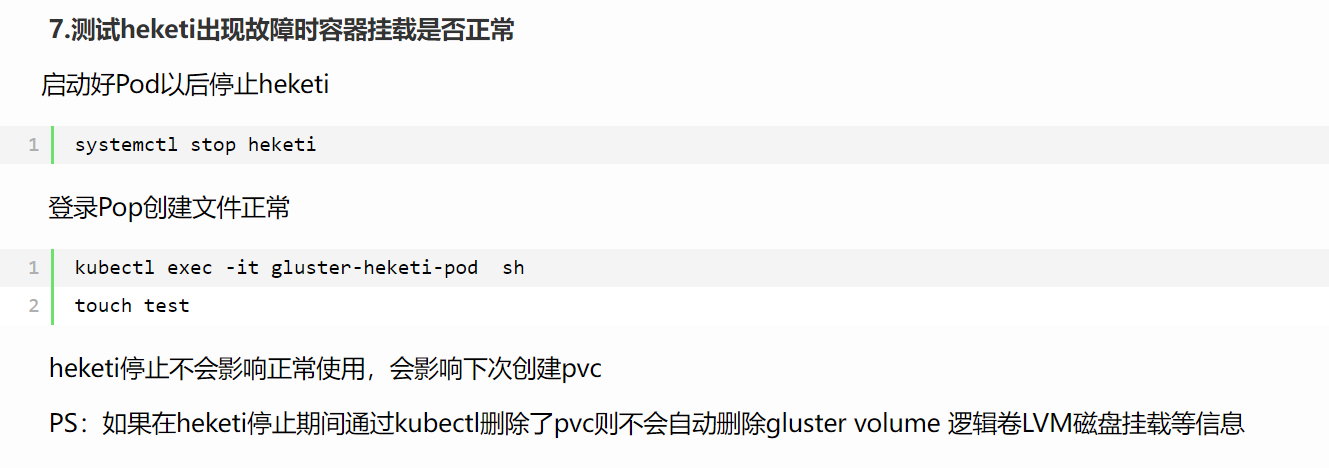 7.测试heketi出现故障时容器挂载是否正常
启动好Pod以后停止heketi
1 systemctl stop heketi
登录Pop创建文件正常
1 kubectl exec -it gluster-heketi-pod  sh
2 touch test
heketi停止不会影响正常使用，会影响下次创建pvc
PS：如果在heketi停止期间通过kubectl删除了pvc则不会自动删除gluster volume 逻辑卷LVM磁盘挂载等信息